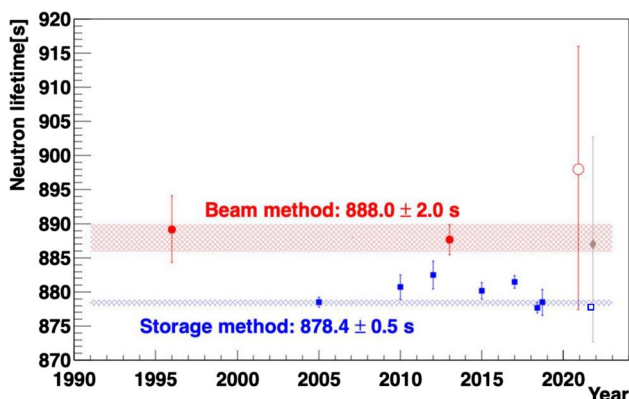 Neutron lifetime[s]
920
915
910
905
900
895
890
885
880
875
870
Beam method: 888.0 ± 2.0 s
Storage method: 878.4 ± 0.5 s
1990 1995 2000 2005 2010 2015 2020
Year